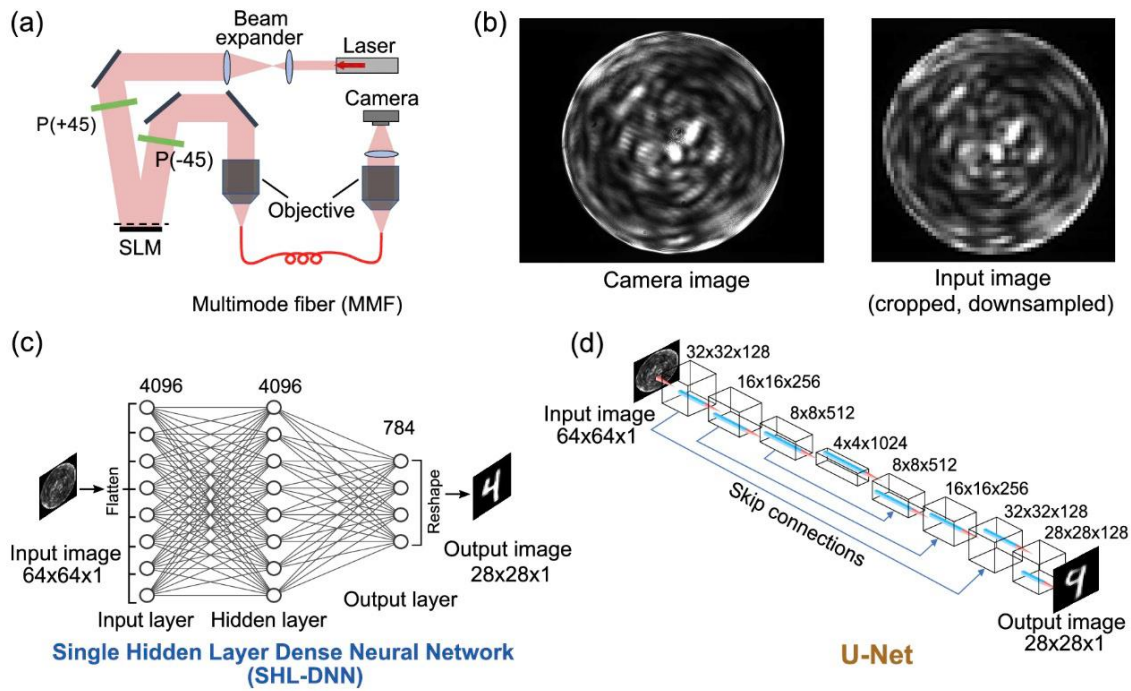 (a)
Beam
expander
Laser
Camera
P(+45)
P(-45)
Objective
SLM
Multimode fiber (MMF)
(b)
Camera image
Input image
(cropped, downsampled)
(c)
4096
4096
784
Flatten
Reshape
Input image
64x64x1
4
Output image
28x28x1
Input layer
Hidden layer
Output layer
Single Hidden Layer Dense Neural Network
(SHL-DNN)
(d)
32x32x128
16x16x256
8x8x512
4x4x1024
8x8x512
16x16x256
32x32x128
28x28x128
Input image
64x64x1
Skip connections
9
Output image
28x28x1
U-Net